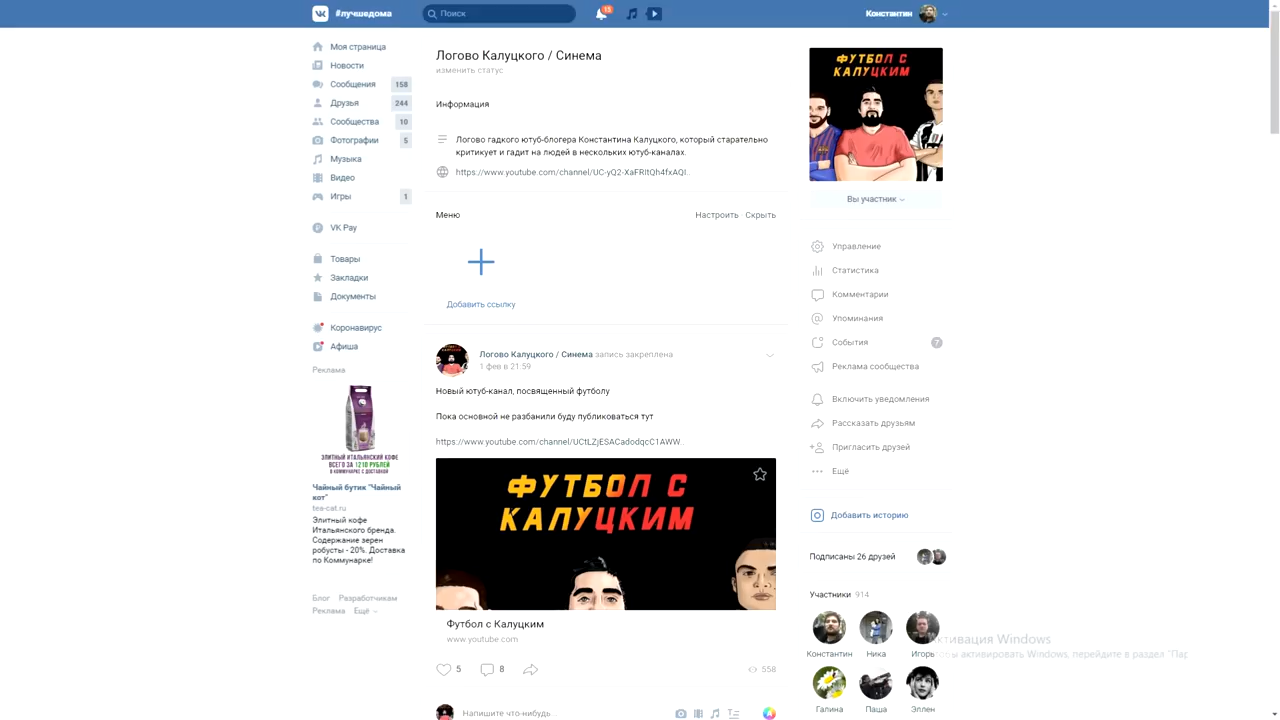 #лучшедома
Поиск
15
Константин
Моя страница
Новости
Сообщения 158
Друзья 244
Сообщества 10
Фотографии 5
Музыка
Видео
Игры 1
VK Pay
Товары
Закладки
Документы
Коронавирус
Афиша
Реклама
ЭЛИТНЫЙ ИТАЛЬЯНСКИЙ КОФЕ
ВСЕГО ЗА 1210 РУБЛЕЙ
В КОММУНАРКЕ С ДОСТАВКОЙ
Чайный бутик "Чайный
кот"
tea-cat.ru
Элитный кофе
Итальянского бренда.
Содержание зерен
робусты - 20%. Доставка
по Коммунарке!
Блог Разработчикам
Реклама Ещё
Логово Калуцкого / Синема
изменить статус
Информация
Логово гадкого ютуб-блогера Константина Калуцкого, который старательно
критикует и гадит на людей в нескольких ютуб-каналах.
https://www.youtube.com/channel/UC-yQ2-XaFRltQh4fxAQI..
Меню Настроить Скрыть
Добавить ссылку
Логово Калуцкого / Синема запись закреплена
1 фев в 21:59
Новый ютуб-канал, посвященный футболу
Пока основной не разбанили буду публиковаться тут
https://www.youtube.com/channel/UCtLZjESACadodqcC1AWW..
ФУТБОЛ С
КАЛУЦКИМ
Футбол с Калуцким
www.youtube.com
5 8 558
Напишите что-нибудь...
ФУТБОЛ С
КАЛУЦКИМ
Вы участник
Управление
Статистика
Комментарии
Упоминания
События 7
Реклама сообщества
Включить уведомления
Рассказать друзьям
Пригласить друзей
Ещё
Добавить историю
Подписаны 26 друзей
Участники 914
Константин Ника Игорь
Галина Паша Эллен
ктивация Windows
обы активировать Windows, перейдите в раздел "Пар